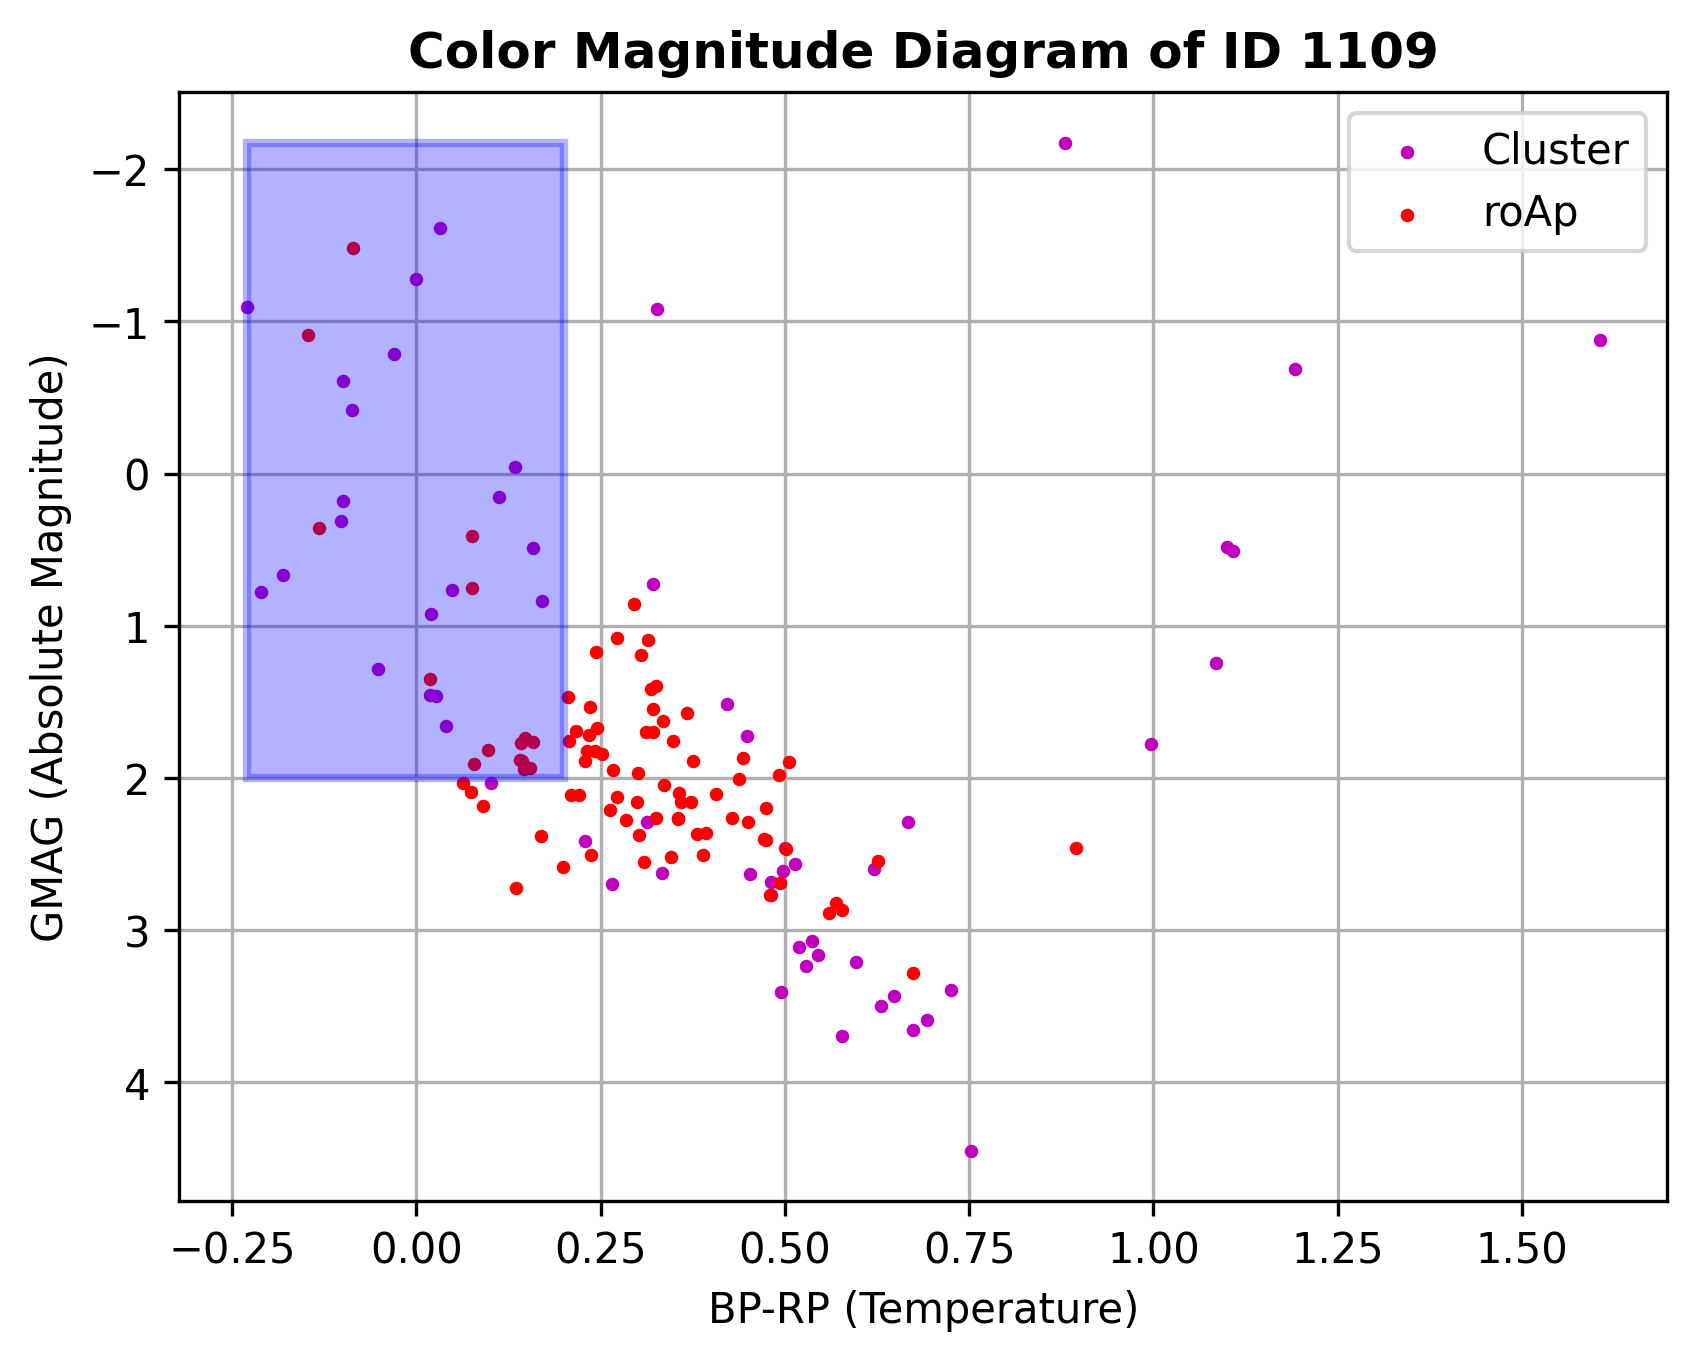 Color Magnitude Diagram of ID 1109
Cluster
roAp
−2
−1
0
1
2
3
4
GMAG (Absolute Magnitude)
−0.25 0.00 0.25 0.50 0.75 1.00 1.25 1.50
BP-RP (Temperature)